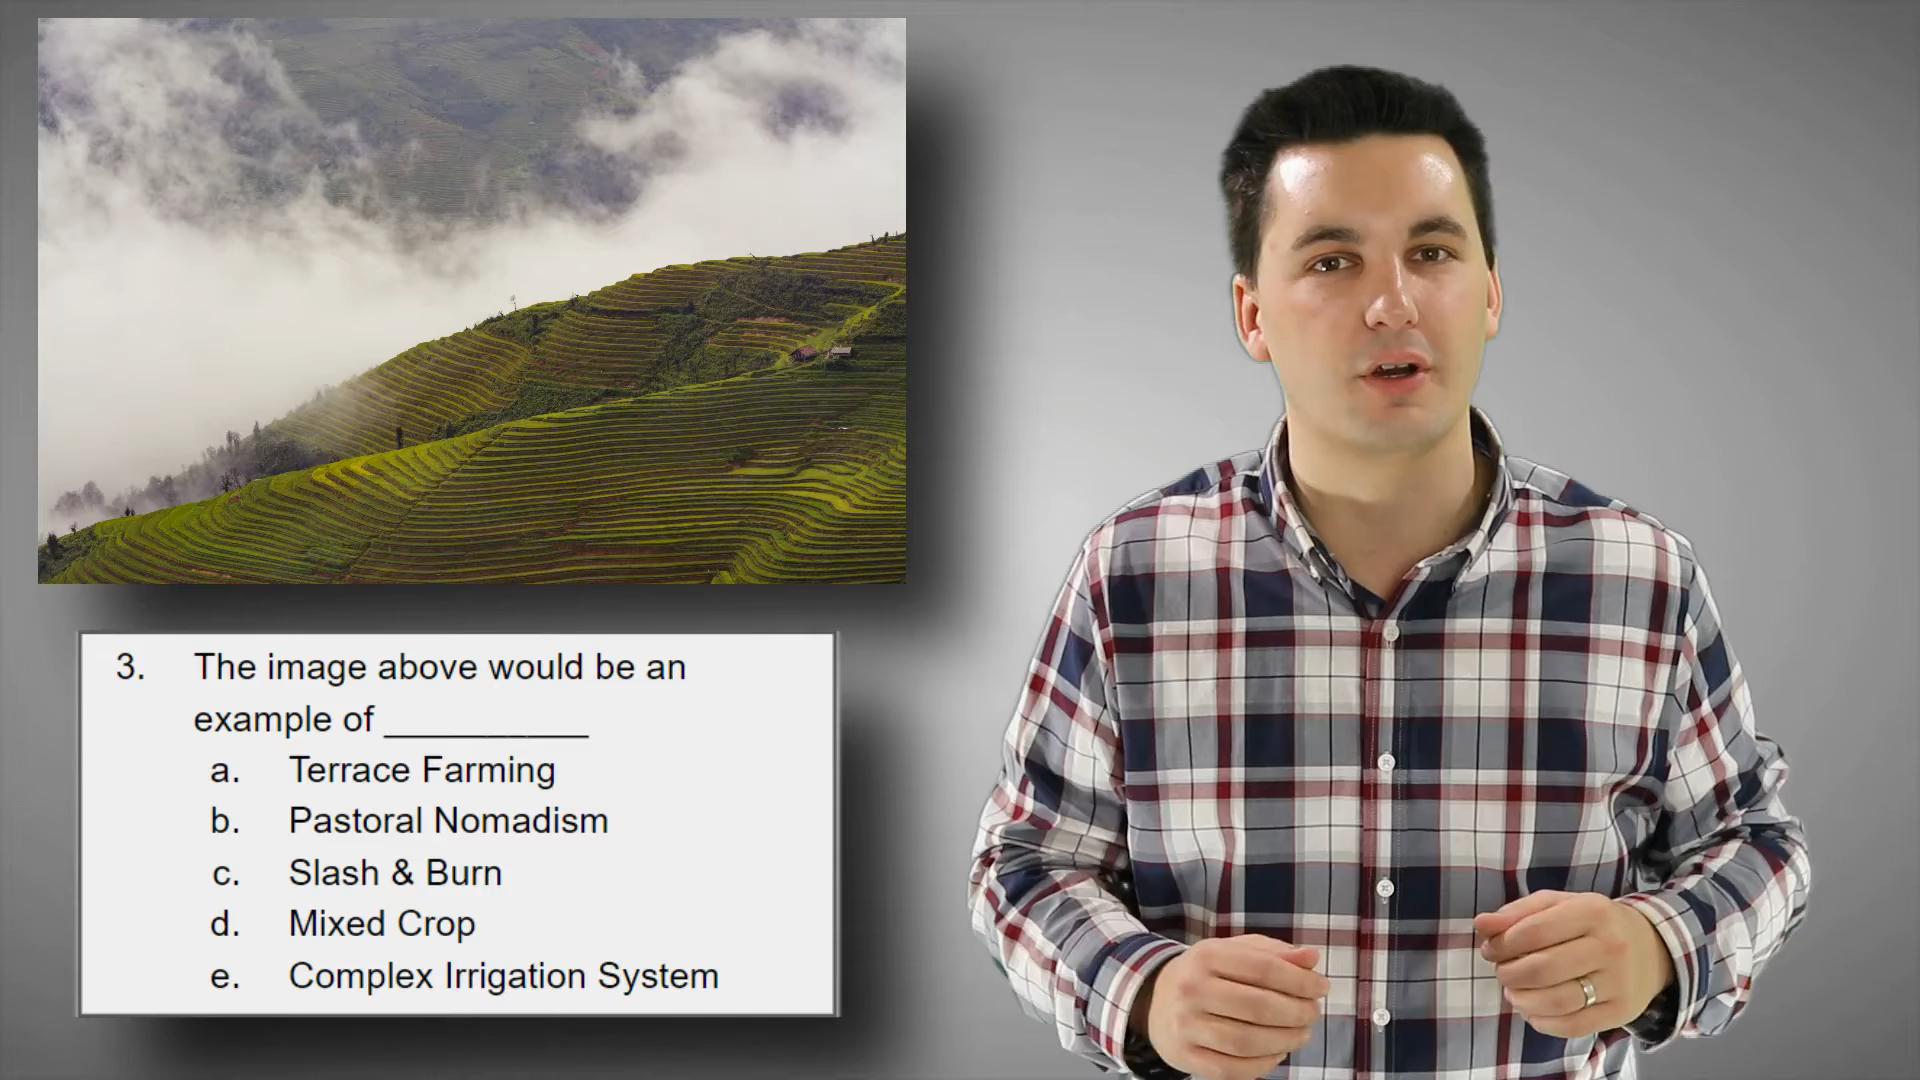 3. The image above would be an
example of __________
a. Terrace Farming
b. Pastoral Nomadism
c. Slash & Burn
d. Mixed Crop
e. Complex Irrigation System